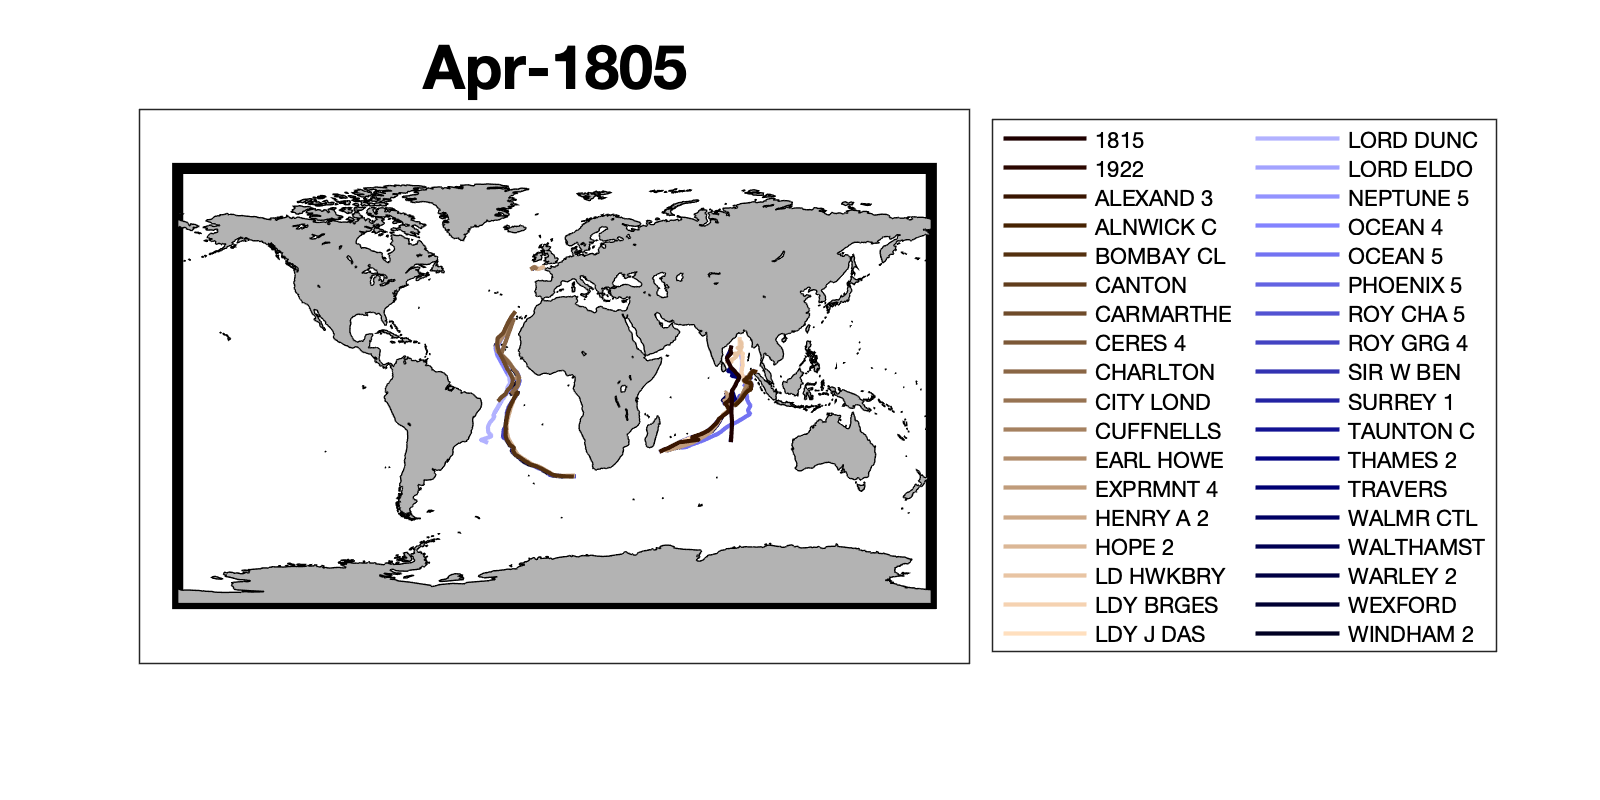 Apr-1805
1815
1922
ALEXAND 3
ALNWICK C
BOMBAY CL
CANTON
CARMARTHE
CERES 4
CHARLTON
CITY LOND
CUFFNELLS
EARL HOWE
EXPRMNT 4
HENRY A 2
HOPE 2
LD HWKBRY
LDY BRGES
LDY J DAS
LORD DUNC
LORD ELDO
NEPTUNE 5
OCEAN 4
OCEAN 5
PHOENIX 5
ROY CHA 5
ROY GRG 4
SIR W BEN
SURREY 1
TAUNTON C
THAMES 2
TRAVERS
WALMR CTL
WALTHAMST
WARLEY 2
WEXFORD
WINDHAM 2